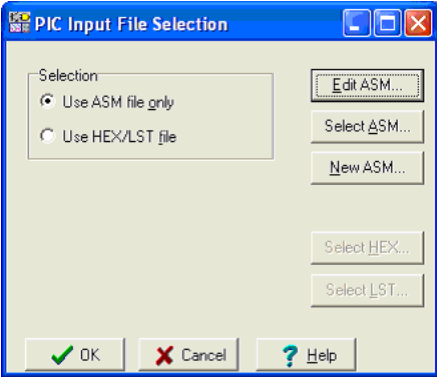 PIC Input File Selection
Selection
Use ASM file only
Use HEX/LST file
Edit ASM...
Select ASM...
New ASM...
Select HEX...
Select LST...
OK Cancel ? Help